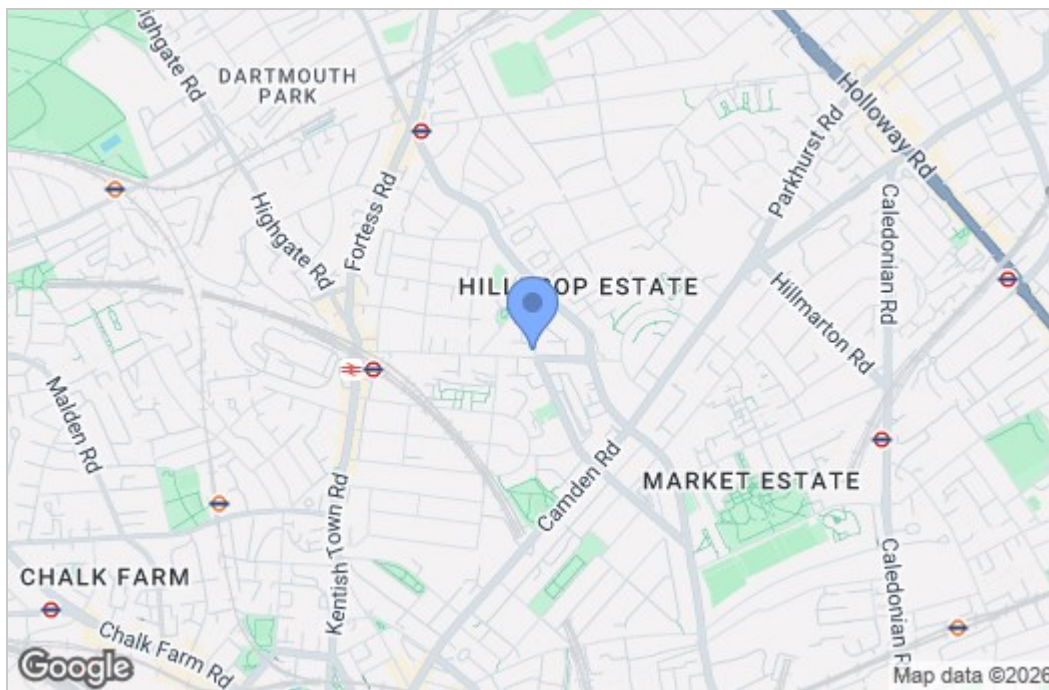 Highgate Rd
DARTMOUTH
PARK
Holloway Rd
Parkhurst Rd
Fortess Rd
Highgate Rd
Caledonian Rd
ESTATE
Hillmarton Rd
Malden Rd
MARKET ESTATE
Camden Rd
Kentish Town Rd
CHALK FARM
Chalk Farm Rd
Caledonian
Google
Map data ©2026